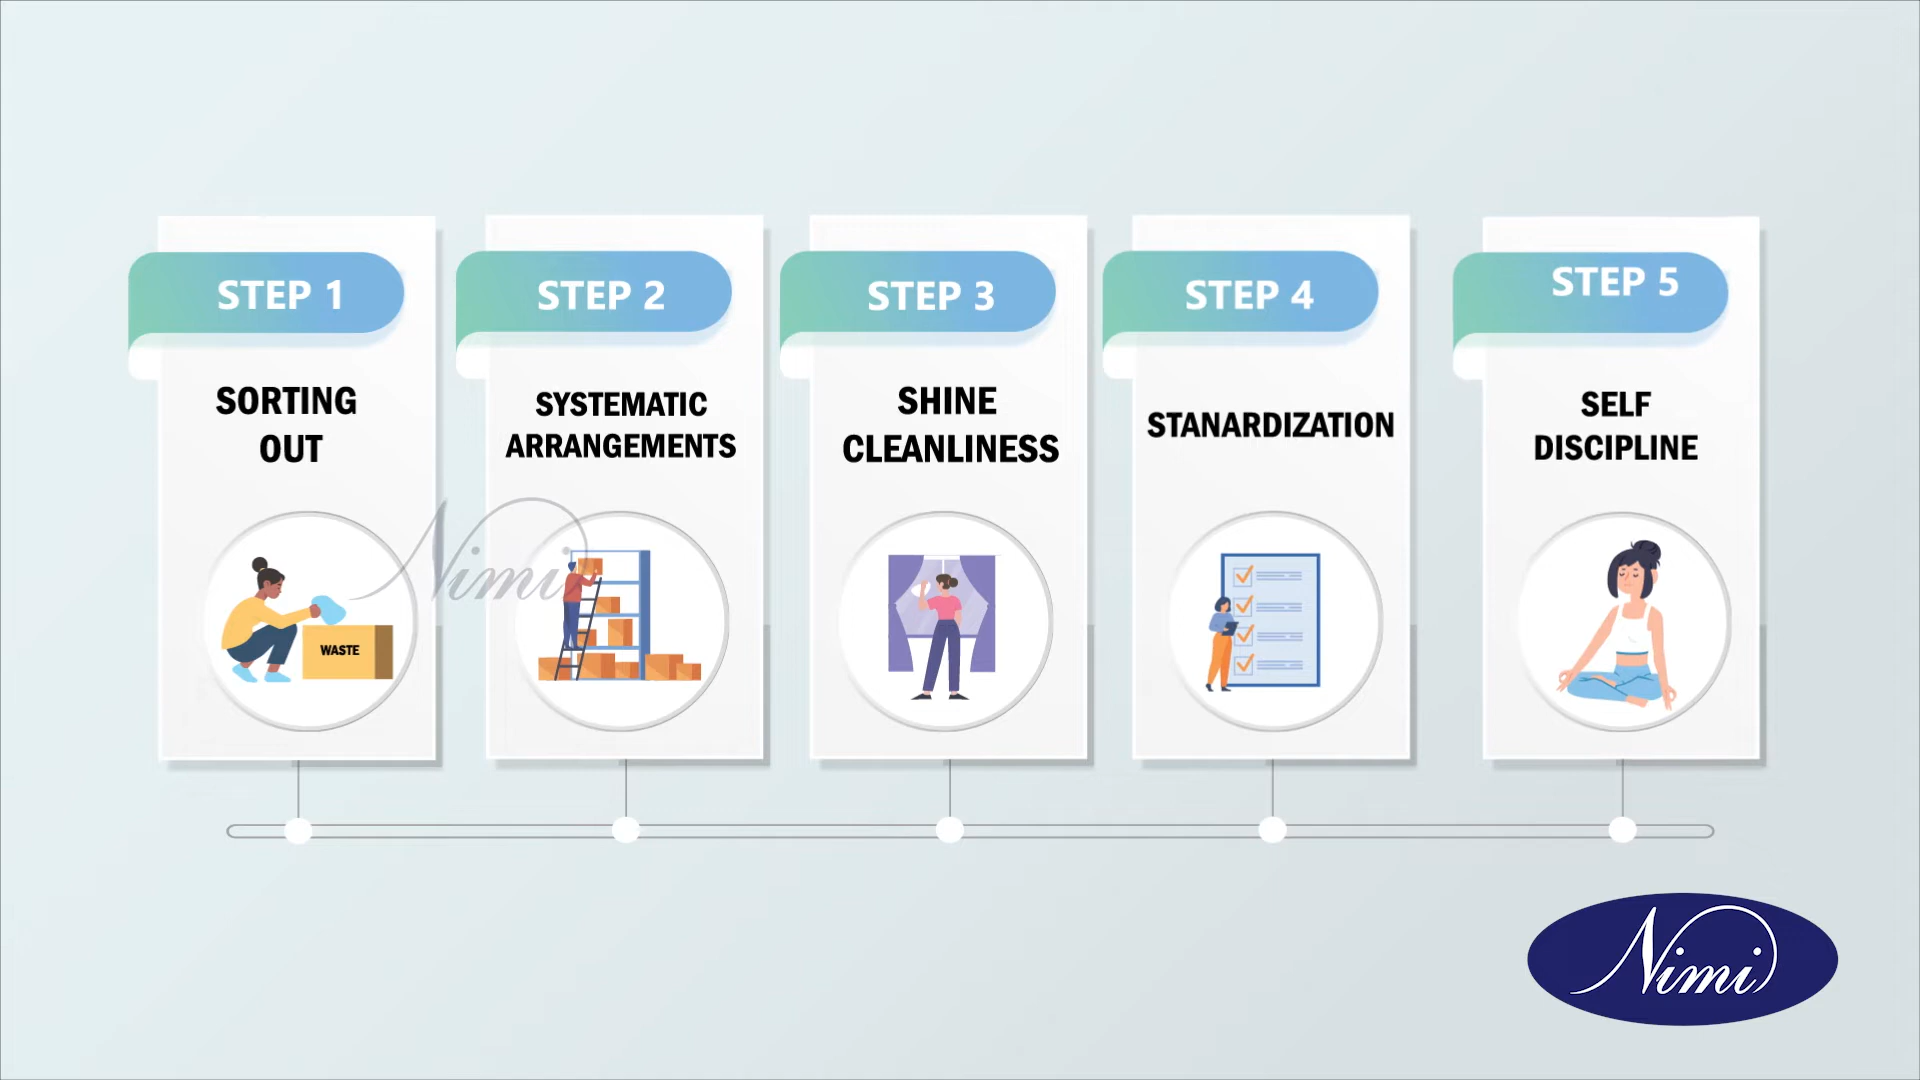 STEP 1
SORTING
OUT
WASTE
STEP 2
SYSTEMATIC
ARRANGEMENTS
STEP 3
SHINE
CLEANLINESS
STEP 4
STANARDIZATION
STEP 5
SELF
DISCIPLINE
Nimi
Nimi